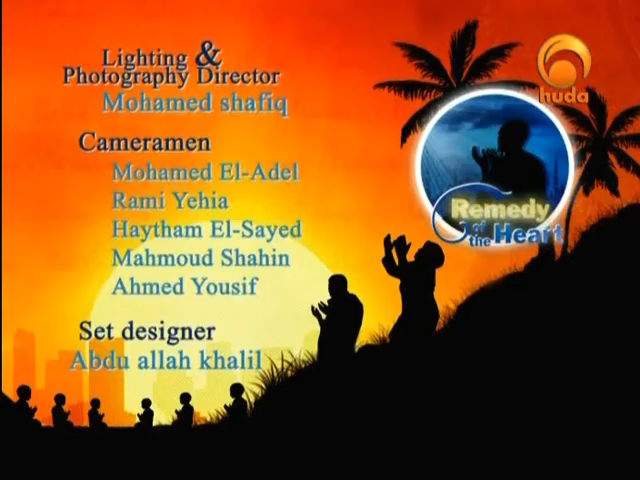 Lighting &
Photography Director
Mohamed shafiq
Cameramen
Mohamed El-Adel
Rami Yehia
Haytham El-Sayed
Mahmoud Shahin
Ahmed Yousif
Set designer
Abdu allah khalil
huda
Remedy
of the Heart